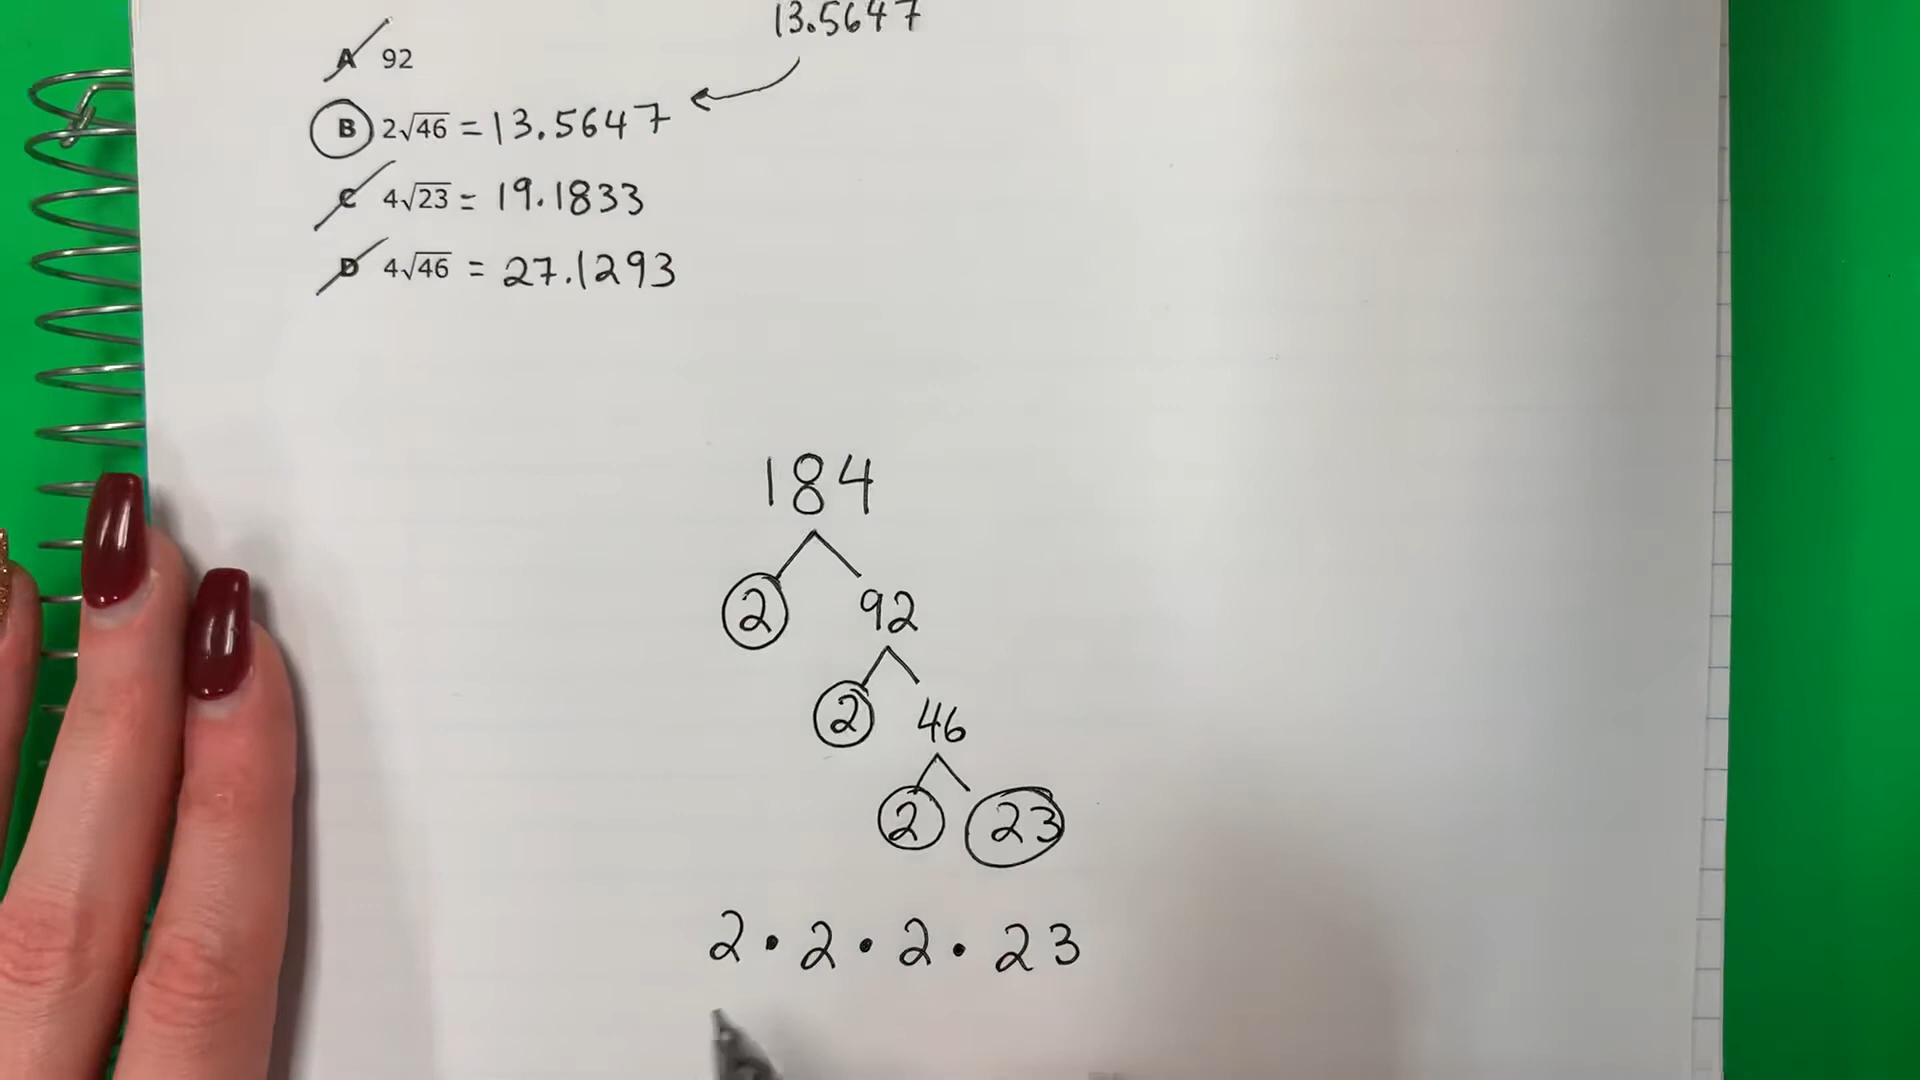 13.5647
A 92
B 2√46 = 13.5647
C 4√23 = 19.1833
D 4√46 = 27.1293
184
2 92
2 46
2 23
2 • 2 • 2 • 23